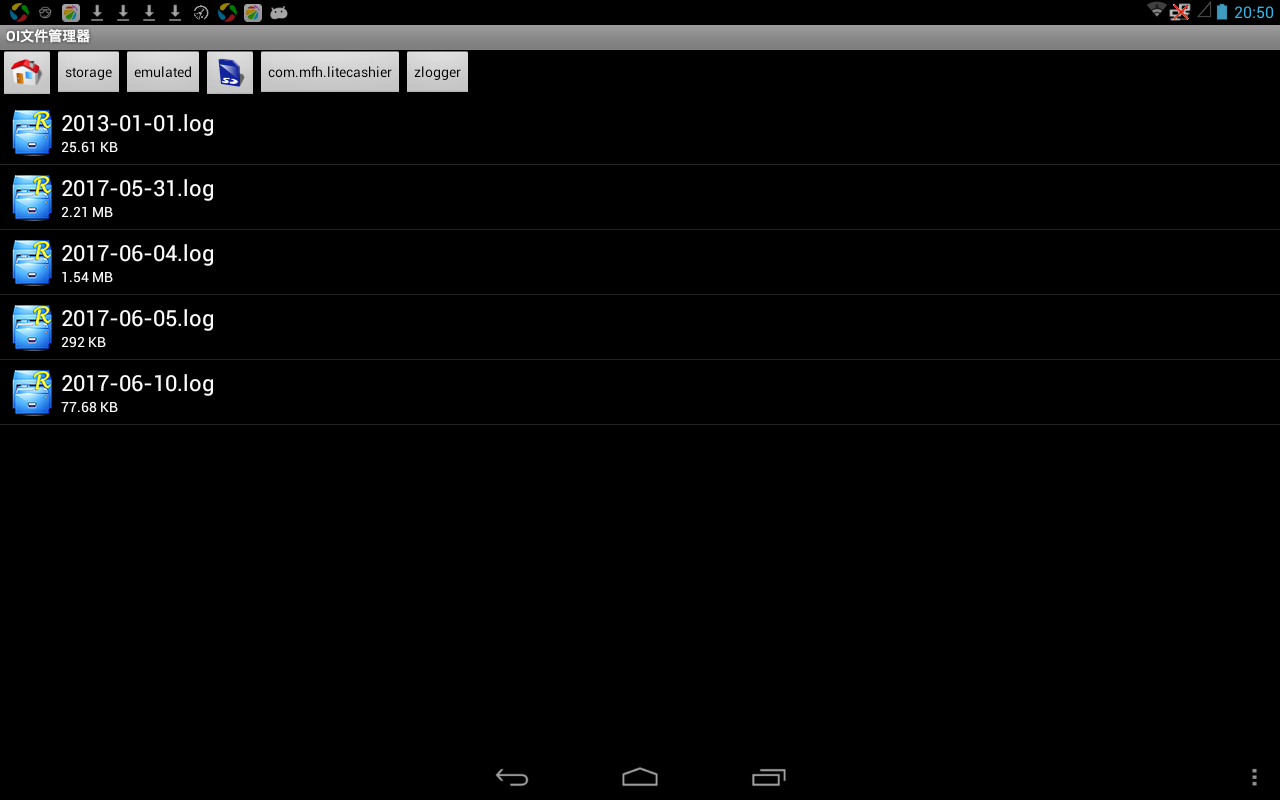 20:50
OI文件管理器
storage emulated com.mfh.litecashier zlogger
2013-01-01.log
25.61 KB
2017-05-31.log
2.21 MB
2017-06-04.log
1.54 MB
2017-06-05.log
292 KB
2017-06-10.log
77.68 KB